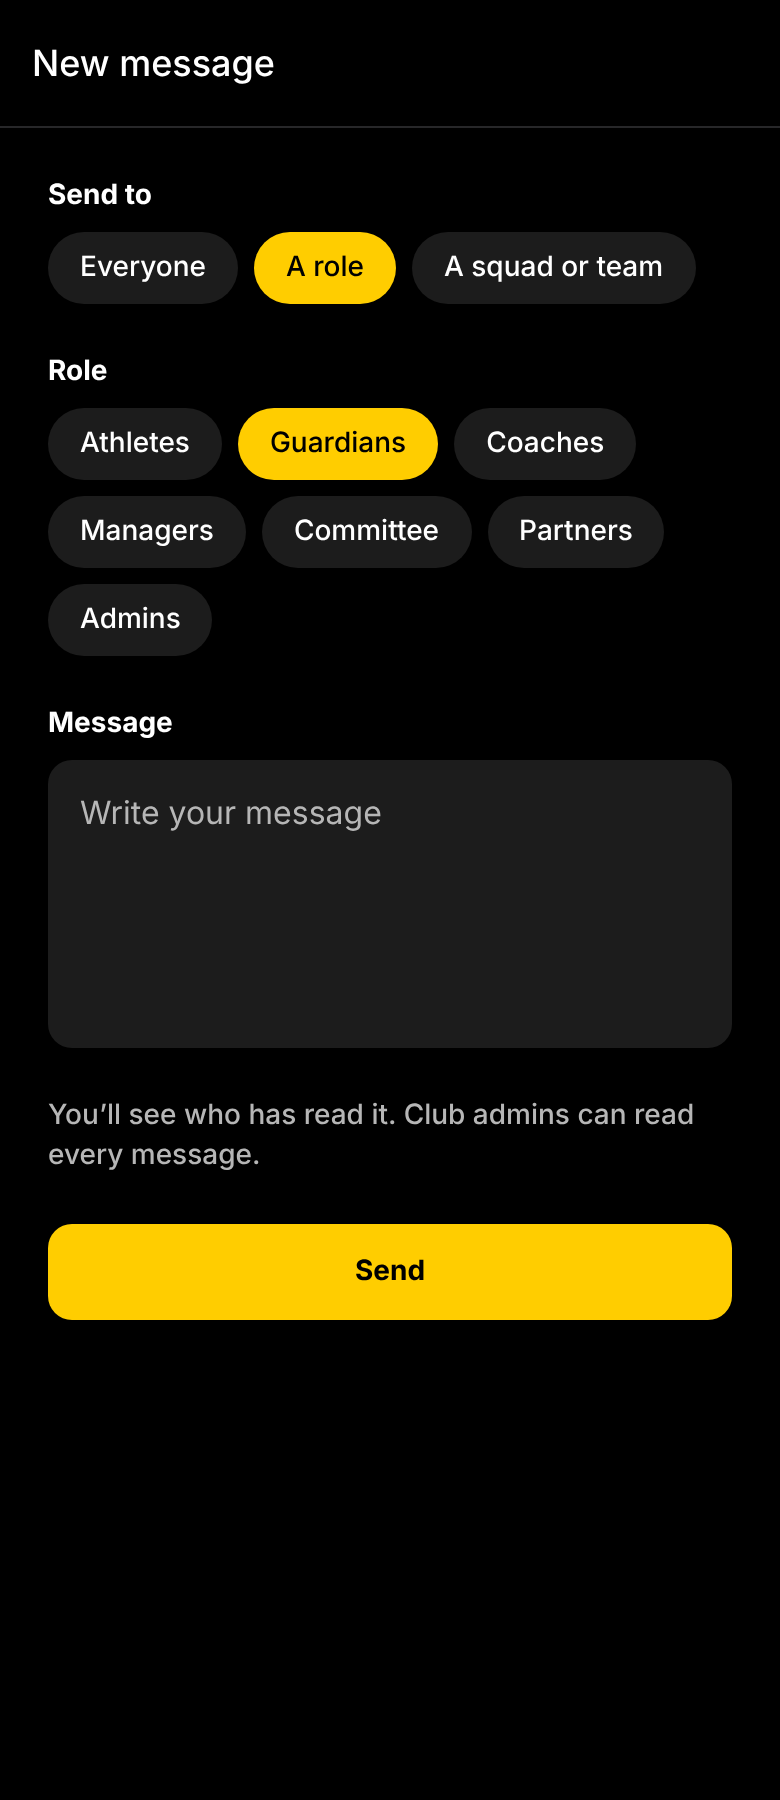 New message
Send to
Everyone A role A squad or team
Role
Athletes Guardians Coaches
Managers Committee Partners
Admins
Message
Write your message
You’ll see who has read it. Club admins can read
every message.
Send